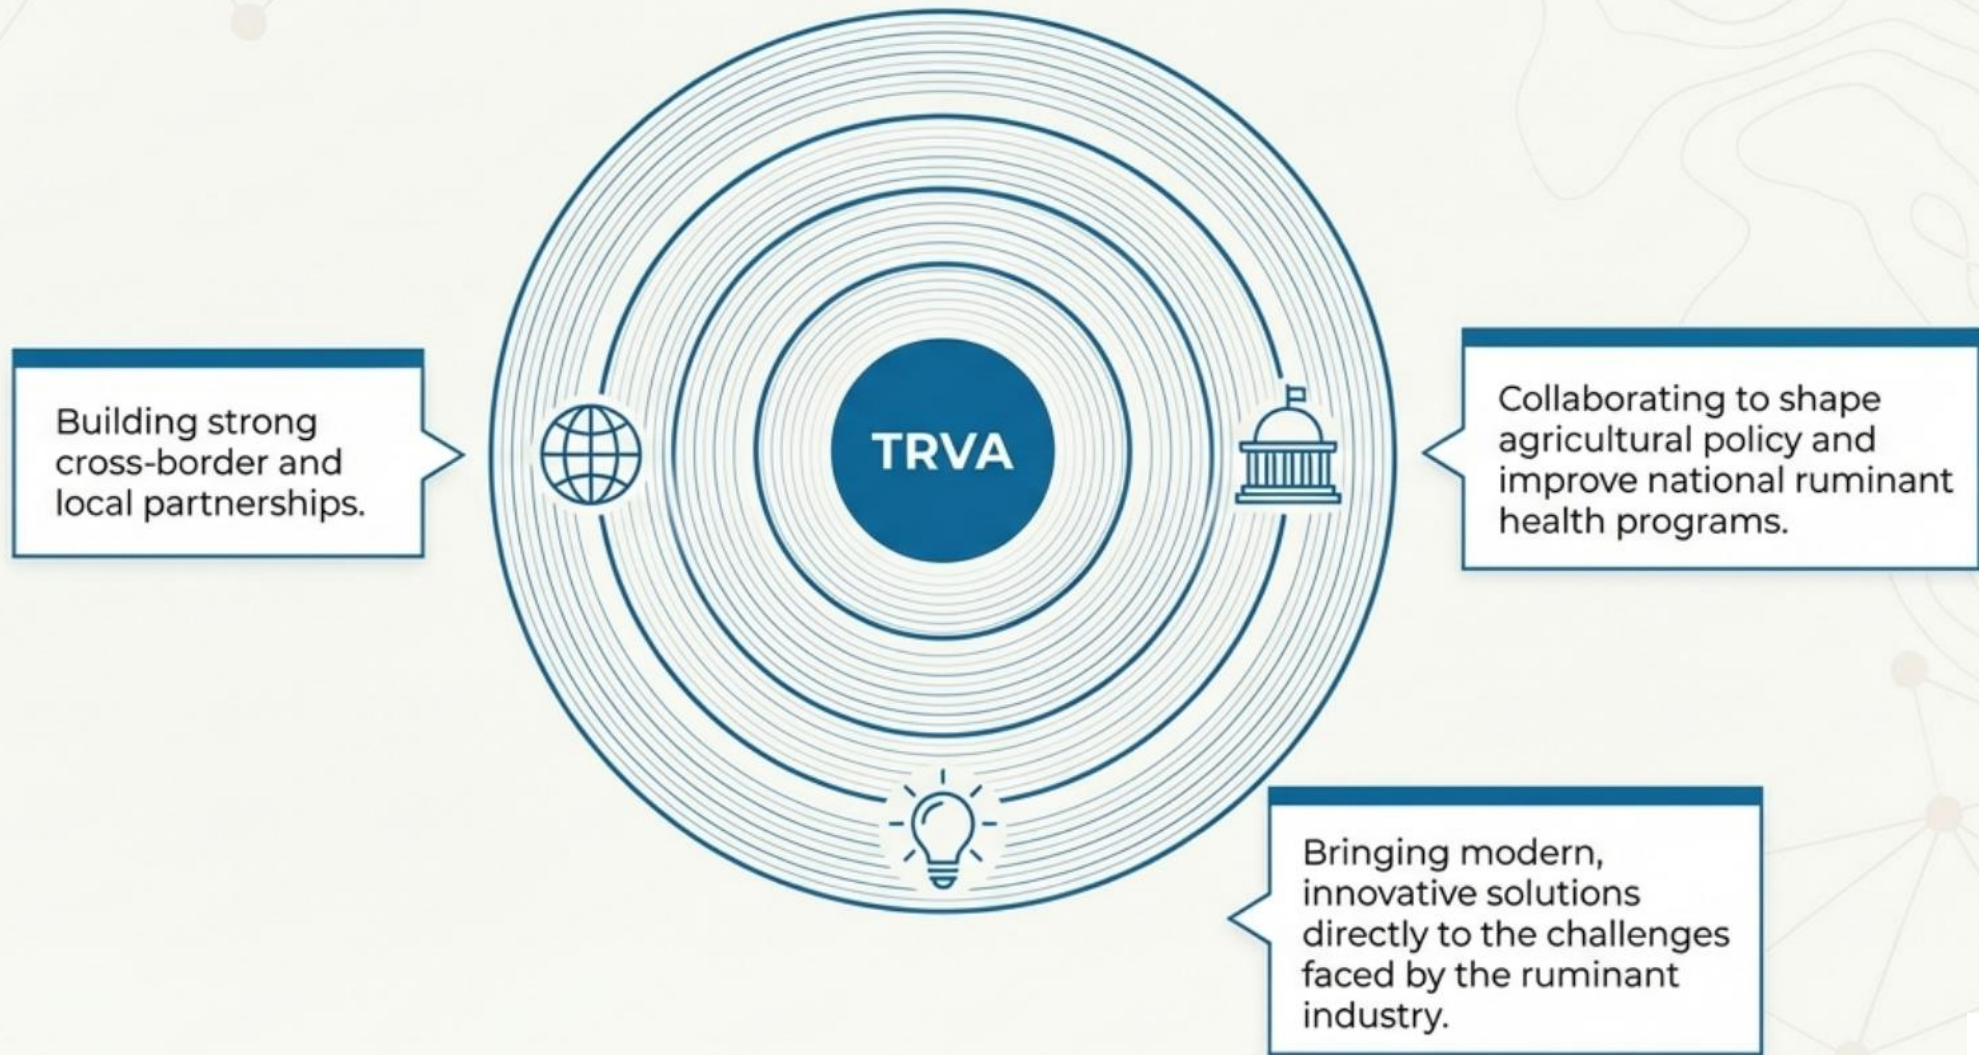 Building strong
cross-border and
local partnerships.
TRVA
Collaborating to shape
agricultural policy and
improve national ruminant
health programs.
Bringing modern,
innovative solutions
directly to the challenges
faced by the ruminant
industry.